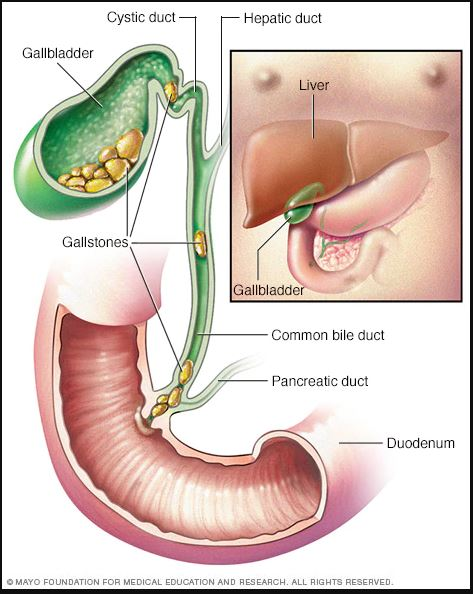 Cystic duct
Hepatic duct
Gallbladder
Liver
Gallstones
Gallbladder
Common bile duct
Pancreatic duct
Duodenum
© MAYO FOUNDATION FOR MEDICAL EDUCATION AND RESEARCH. ALL RIGHTS RESERVED.